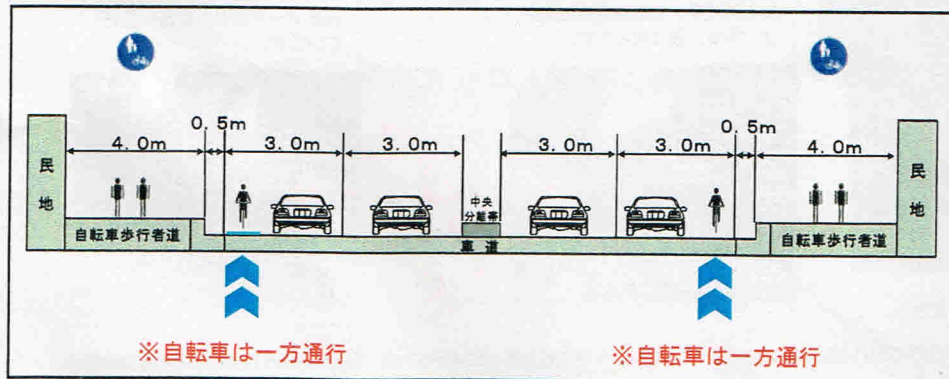 0. 5m 0. 5m
4. 0m 3. 0m 3. 0m 3. 0m 3. 0m 4. 0m
民地
中央
分離帯
民地
自転車歩行者道
車 道
自転車歩行者道
※自転車は一方通行
※自転車は一方通行